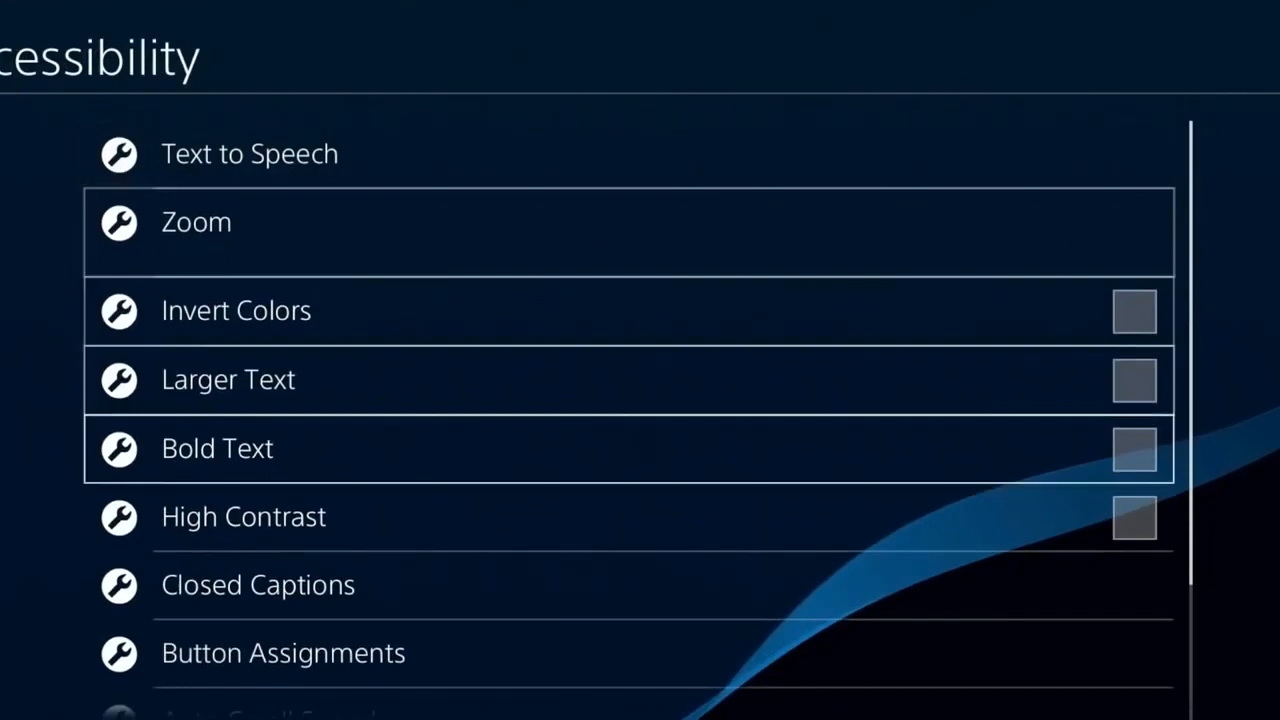 cessibility
Text to Speech
Zoom
Invert Colors
Larger Text
Bold Text
High Contrast
Closed Captions
Button Assignments